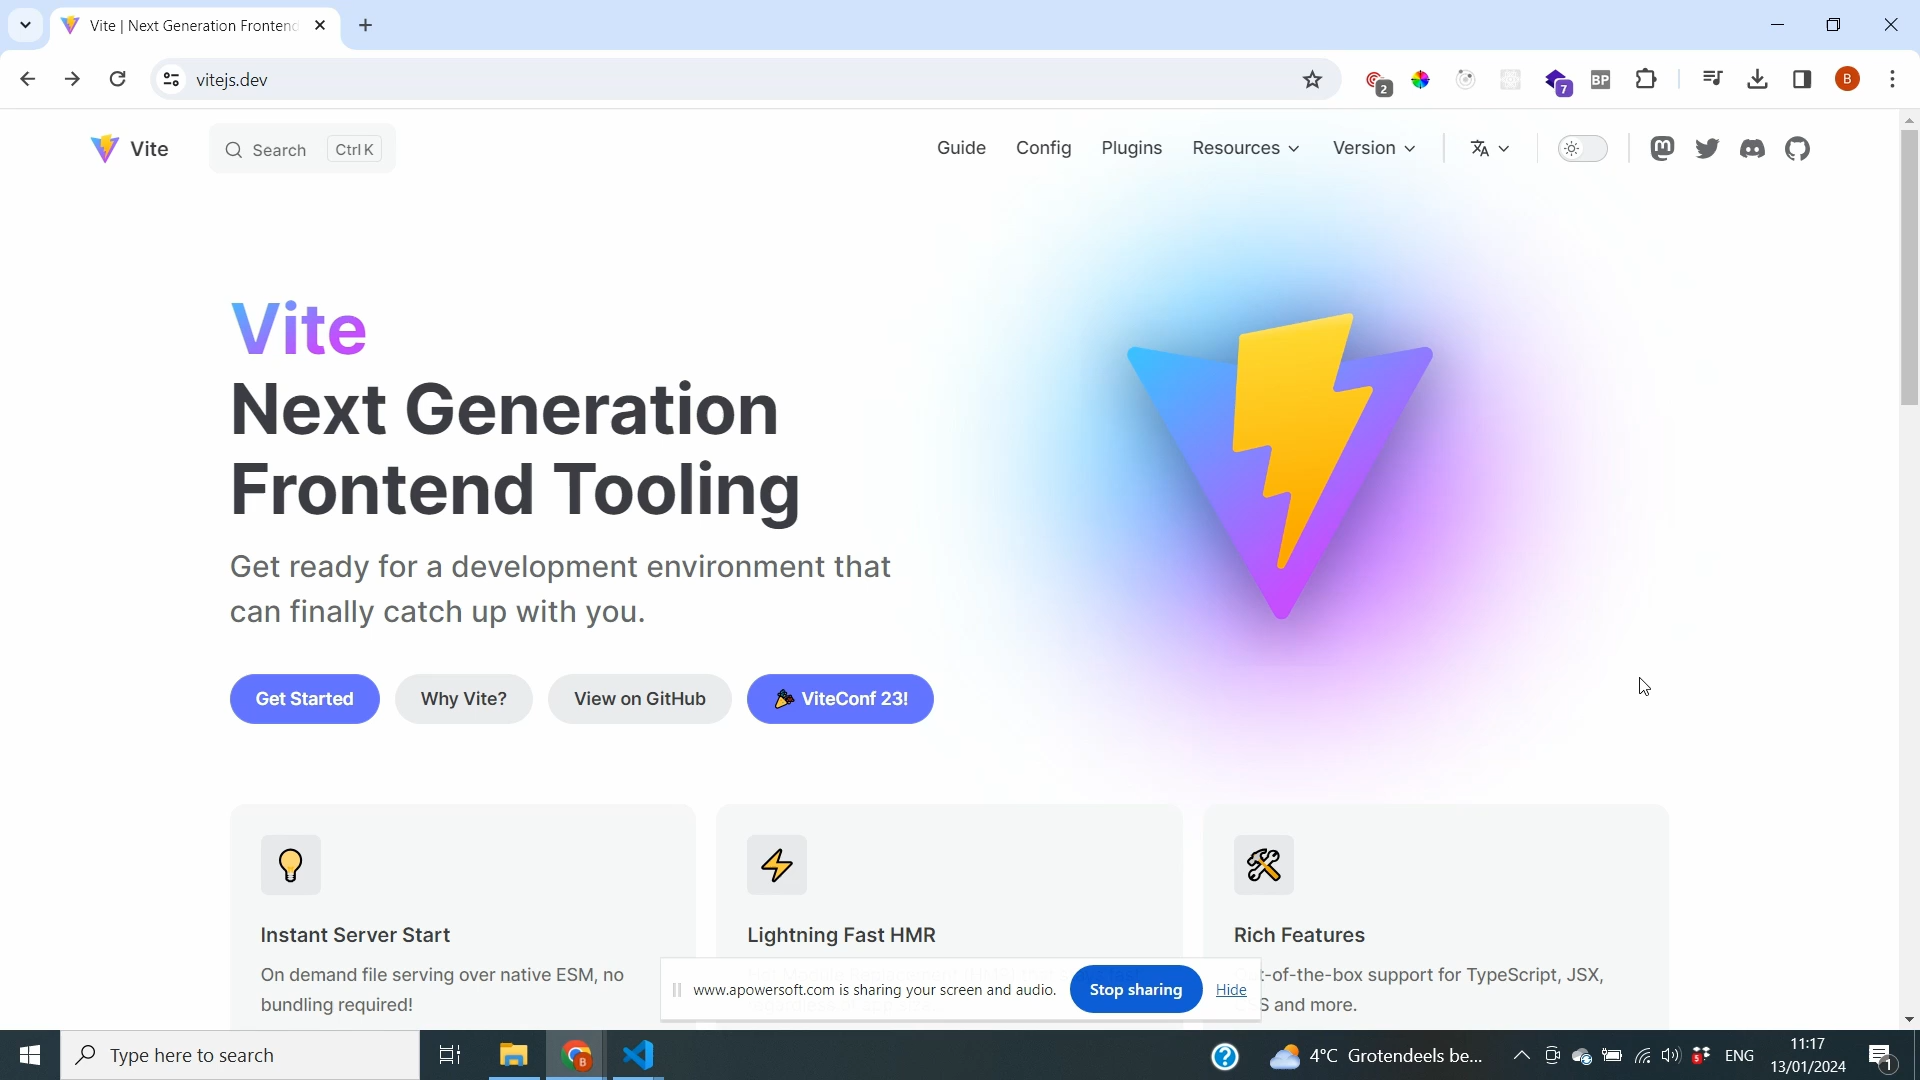 Vite | Next Generation Frontend
vitejs.dev
2
7
BP
B
Vite
Search
Ctrl K
Guide
Config
Plugins
Resources
Version
Vite
Next Generation
Frontend Tooling
Get ready for a development environment that
can finally catch up with you.
Get Started
Why Vite?
View on GitHub
ViteConf 23!
Instant Server Start
On demand file serving over native ESM, no
bundling required!
Lightning Fast HMR
Rich Features
t-of-the-box support for TypeScript, JSX,
S and more.
www.apowersoft.com is sharing your screen and audio.
Stop sharing
Hide
Type here to search
B
4°C Grotendeels be...
ENG
11:17
13/01/2024
1